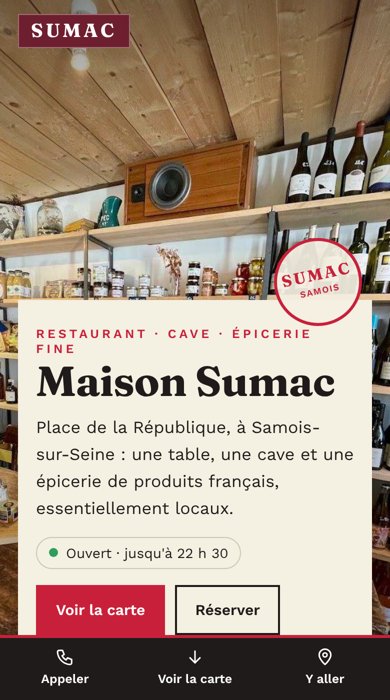 SUMAC
SUMAC
SAMOIS
RESTAURANT · CAVE · ÉPICERIE
FINE
Maison Sumac
Place de la République, à Samois-
sur-Seine : une table, une cave et une
épicerie de produits français,
essentiellement locaux.
Ouvert · jusqu'à 22 h 30
Voir la carte
Réserver
Appeler
Voir la carte
Y aller